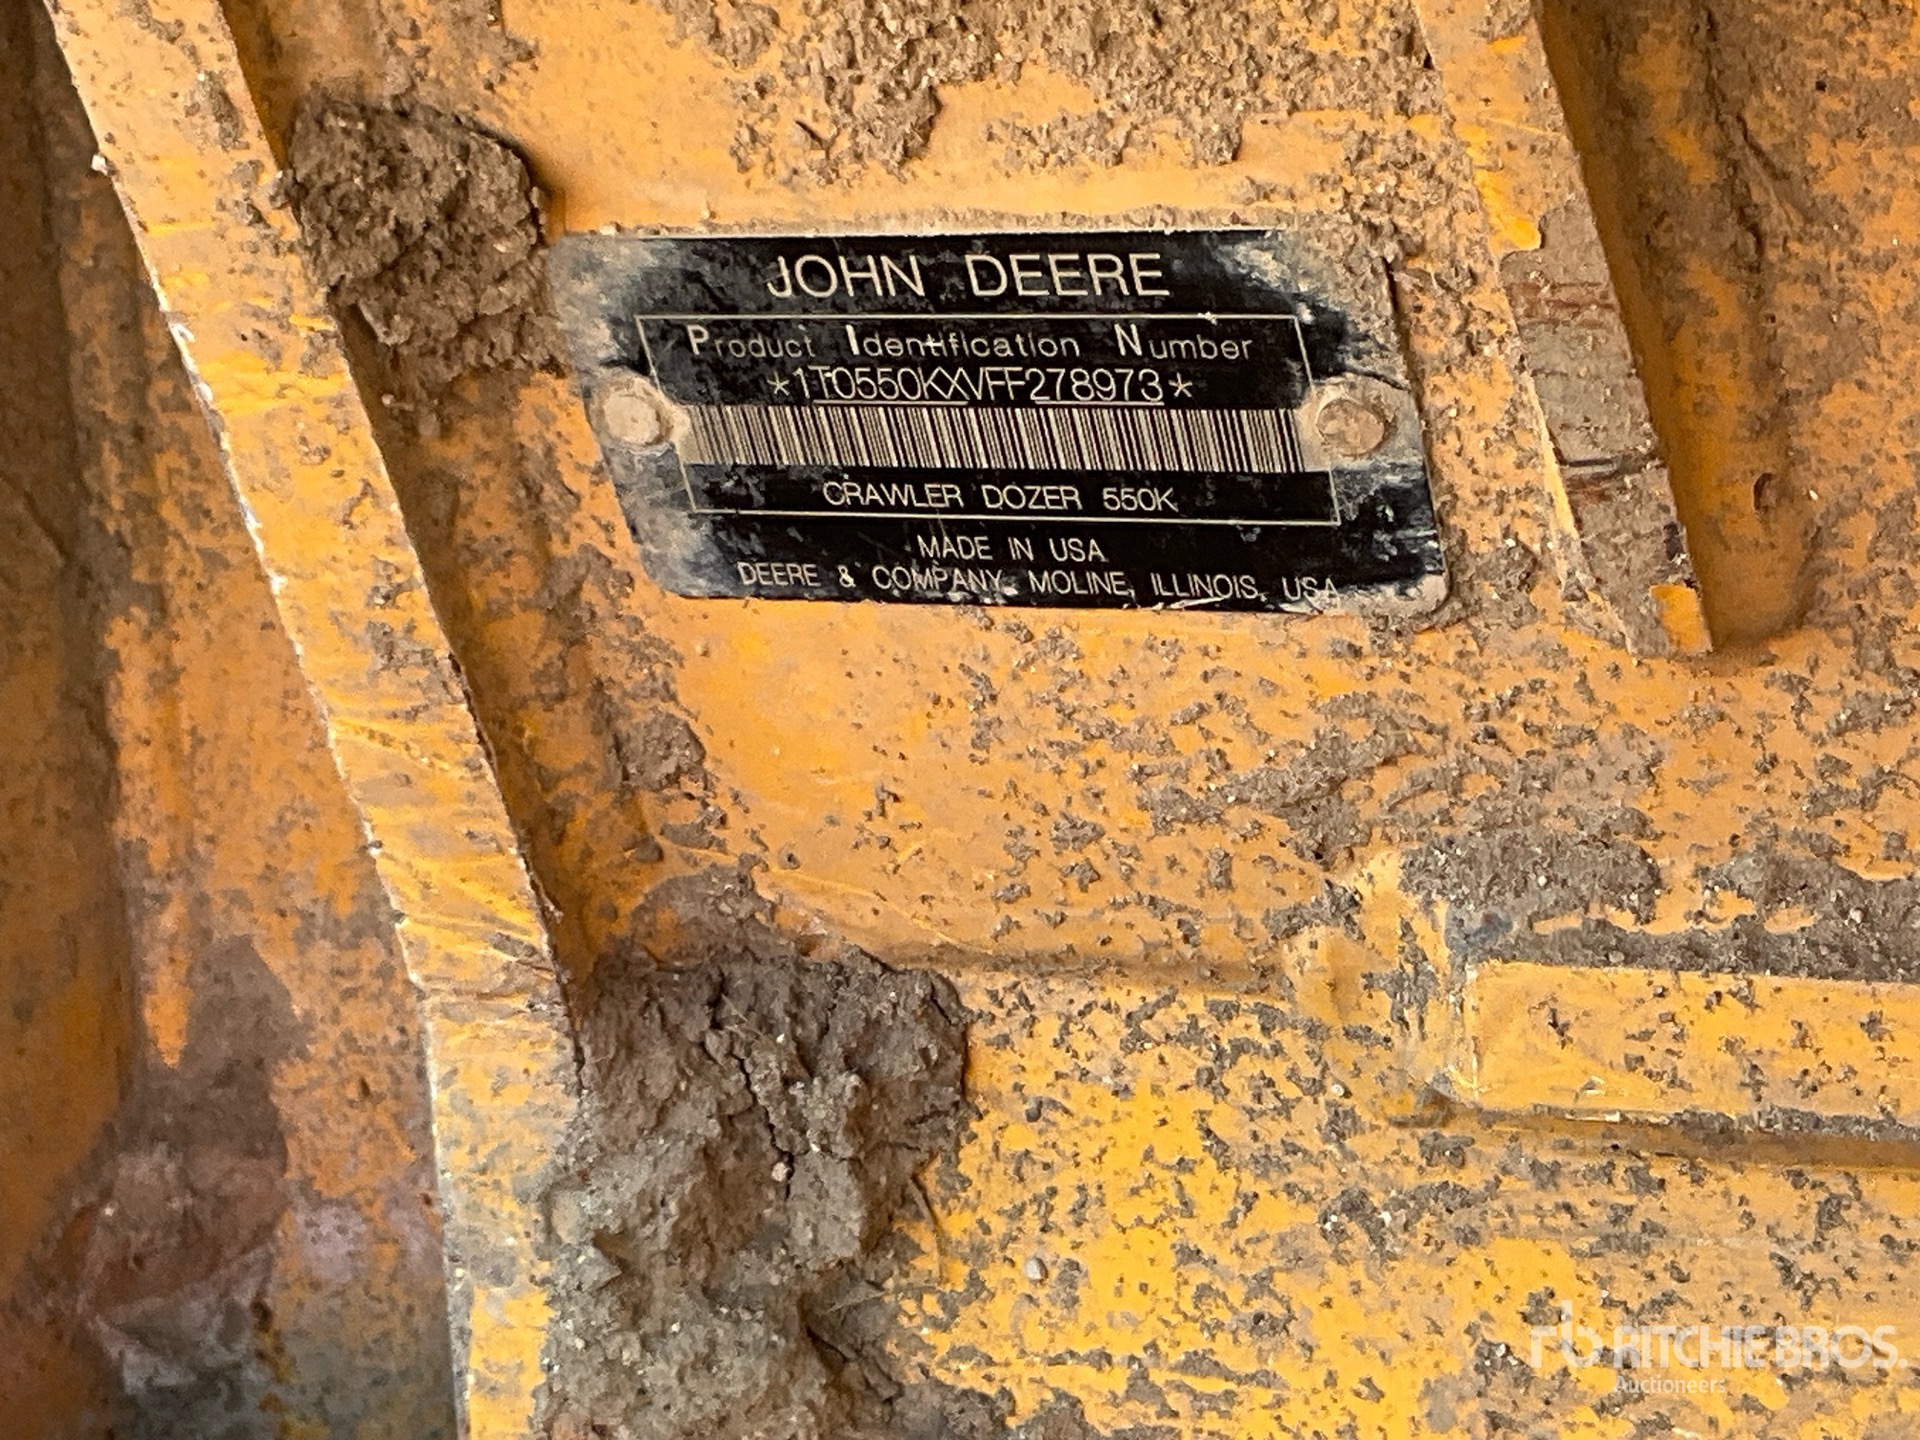 JOHN DEERE
Product Identification Number
*1T0550KXVFF278973*
CRAWLER DOZER 550K
MADE IN USA
DEERE & COMPANY, MOLINE, ILLINOIS, USA
rb RITCHIE BROS.
Auctioneers